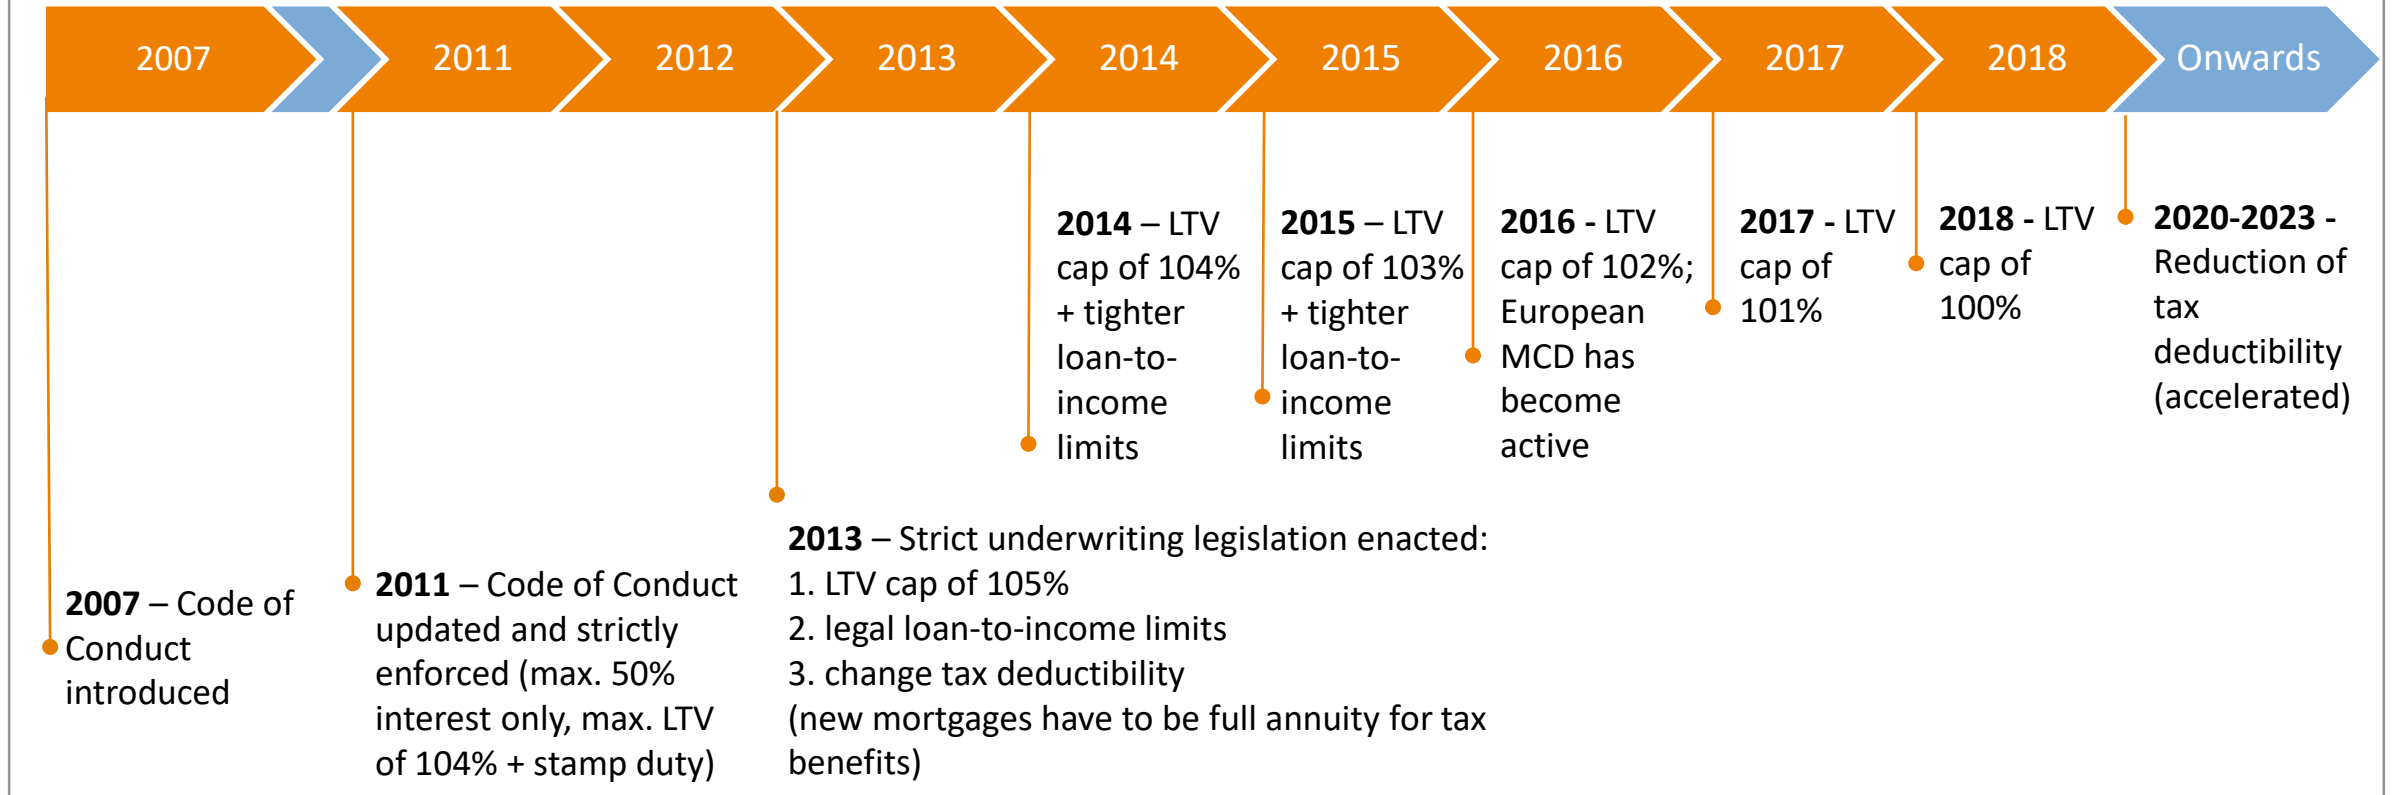 2007
2011
2012
2013
2014
2015
2016
2017
2018
Onwards
2014 – LTV
cap of 104%
+ tighter
loan-to-
income
limits
2015 – LTV
cap of 103%
+ tighter
loan-to-
income
limits
2016 - LTV
cap of 102%;
European
MCD has
become
active
2017 - LTV
cap of
101%
2018 - LTV
cap of
100%
2020-2023 -
Reduction of
tax
deductibility
(accelerated)
2007 – Code of
Conduct
introduced
2011 – Code of Conduct
updated and strictly
enforced (max. 50%
interest only, max. LTV
of 104% + stamp duty)
2013 – Strict underwriting legislation enacted:
1. LTV cap of 105%
2. legal loan-to-income limits
3. change tax deductibility
(new mortgages have to be full annuity for tax
benefits)